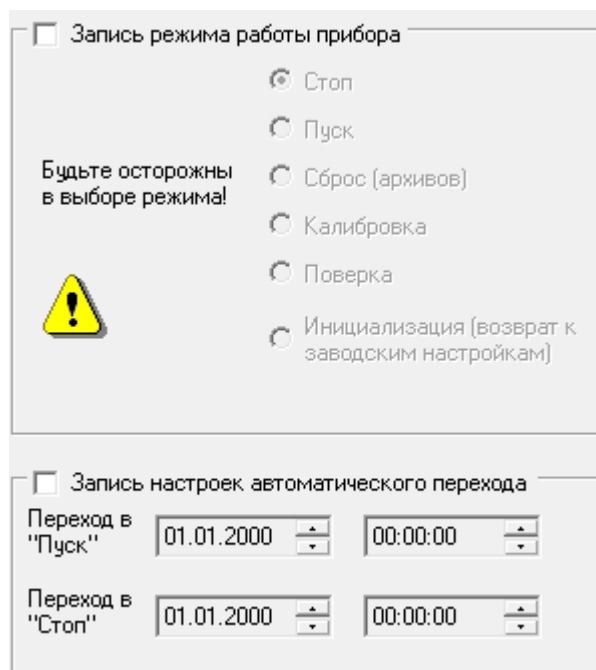 Запись режима работы прибора
Стоп
Пуск
Будьте осторожны
в выборе режима!
Сброс (архивов)
Калибровка
Поверка
Инициализация (возврат к
заводским настройкам)
Запись настроек автоматического перехода
Переход в
"Пуск"
01.01.2000 00:00:00
Переход в
"Стоп"
01.01.2000 00:00:00